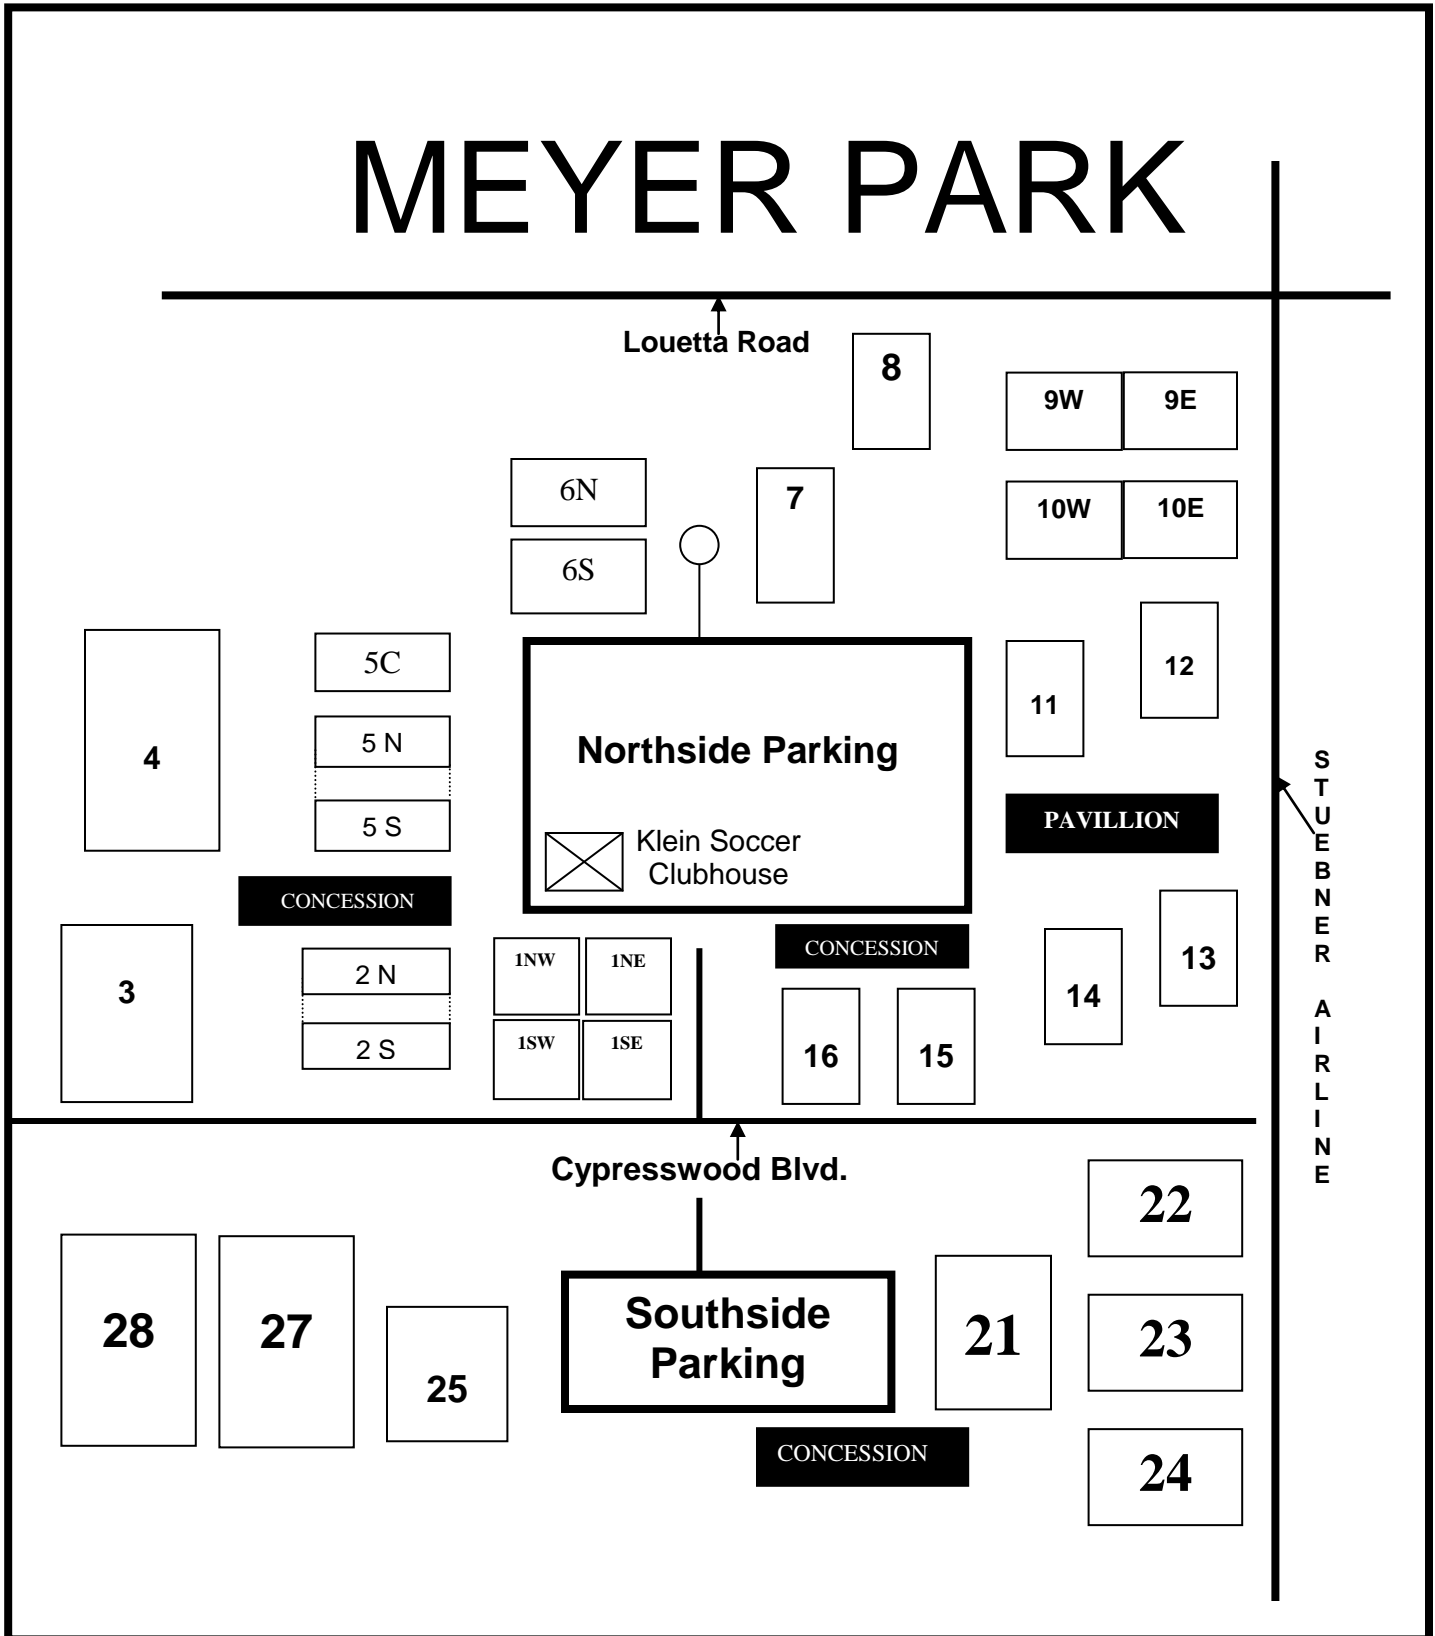 MEYER PARK
Louetta Road
8
9W
9E
6N
7
10W
10E
6S
5C
12
11
4
5 N
Northside Parking
5 S
PAVILLION
Klein Soccer
Clubhouse
CONCESSION
CONCESSION
3
2 N
1NW
1NE
13
14
2 S
1SW
1SE
16
15
STUEBNER AIRLINE
Cypresswood Blvd.
22
28
27
25
Southside
Parking
21
23
CONCESSION
24